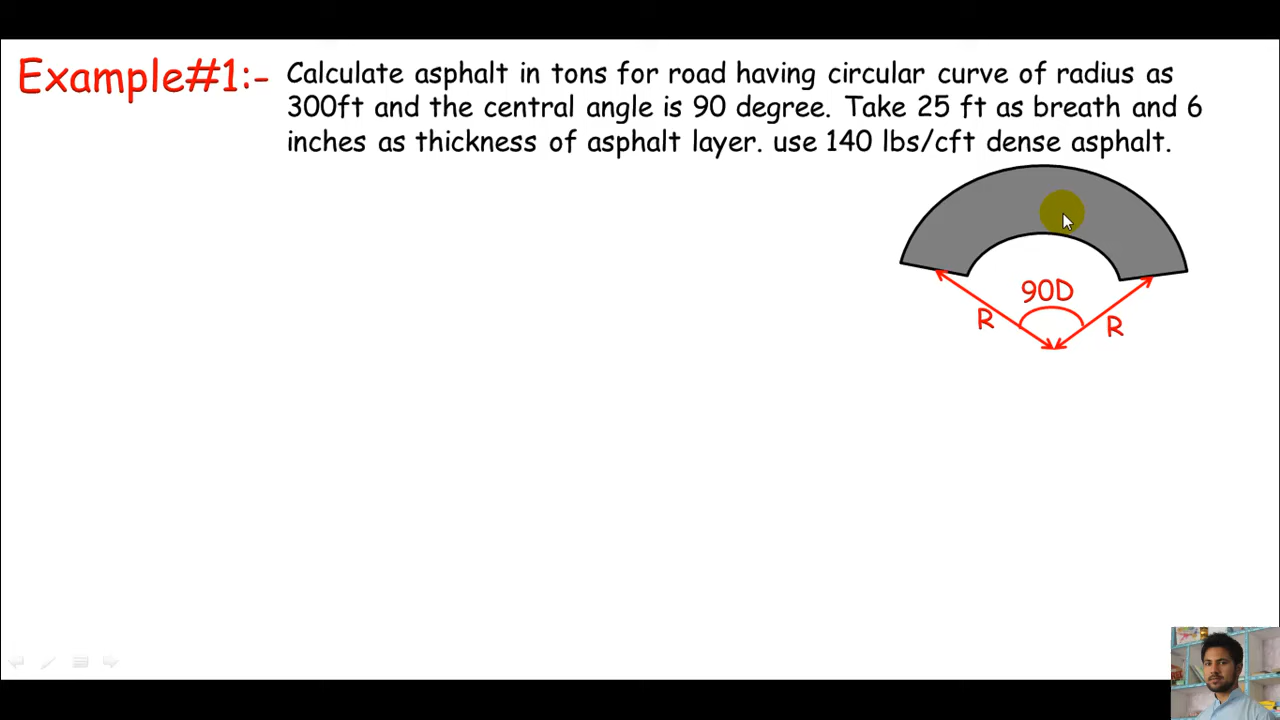 Example#1:-
Calculate asphalt in tons for road having circular curve of radius as
300ft and the central angle is 90 degree. Take 25 ft as breath and 6
inches as thickness of asphalt layer. use 140 lbs/cft dense asphalt.
90D
R
R